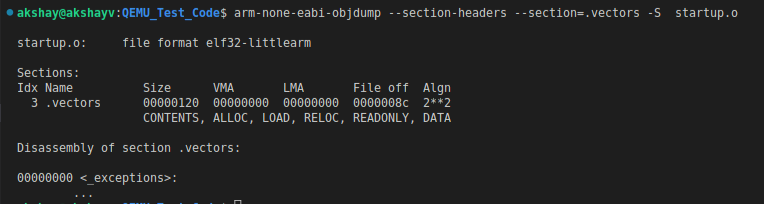 akshay@akshayv:QEMU_Test_Code$ arm-none-eabi-objdump --section-headers --section=.vectors -S  startup.o

startup.o:     file format elf32-littlearm

Sections:
Idx Name          Size      VMA       LMA       File off  Algn
  3 .vectors      00000120  00000000  00000000  0000008c  2**2
                  CONTENTS, ALLOC, LOAD, RELOC, READONLY, DATA

Disassembly of section .vectors:

00000000 <_exceptions>:
        ...